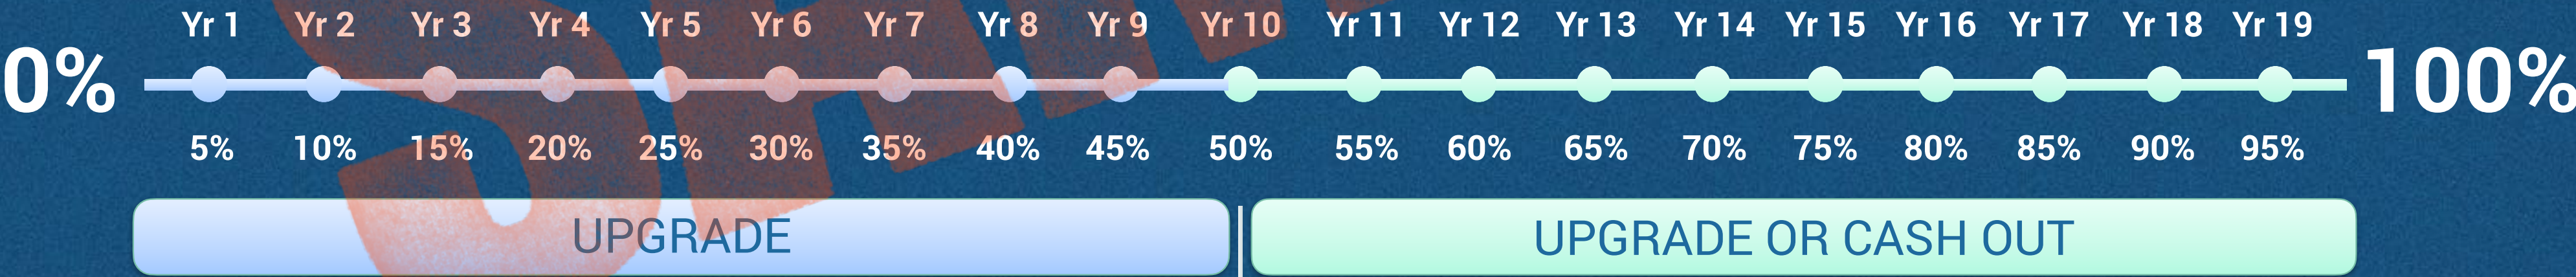 Yr 1 Yr 2 Yr 3 Yr 4 Yr 5 Yr 6 Yr 7 Yr 8 Yr 9 Yr 10 Yr 11 Yr 12 Yr 13 Yr 14 Yr 15 Yr 16 Yr 17 Yr 18 Yr 19
0% 100%
5% 10% 15% 20% 25% 30% 35% 40% 45% 50% 55% 60% 65% 70% 75% 80% 85% 90% 95%
UPGRADE UPGRADE OR CASH OUT